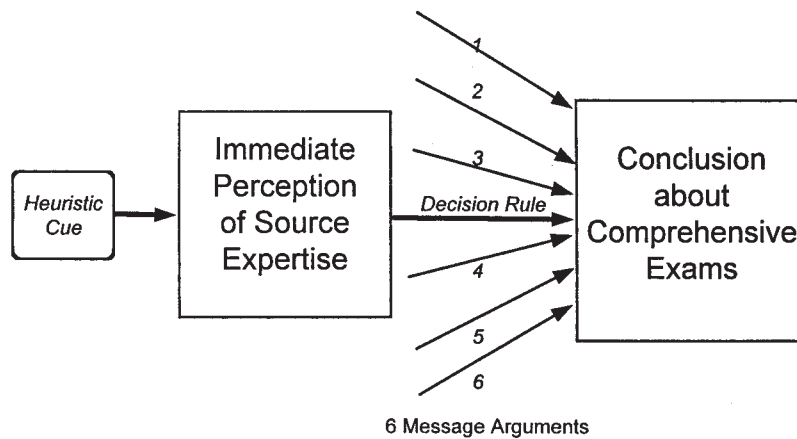 Heuristic
Cue
Immediate
Perception
of Source
Expertise
1
2
3
Decision Rule
4
5
6
Conclusion
about
Comprehensive
Exams
6 Message Arguments